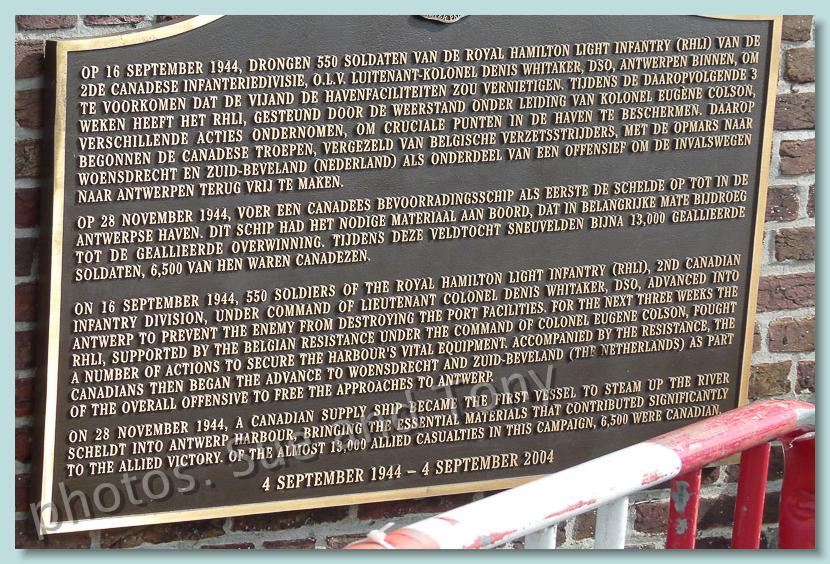 OP 16 SEPTEMBER 1944, DRONGEN 550 SOLDATEN VAN DE ROYAL HAMILTON LIGHT INFANTRY (RHLI) VAN DE
2DE CANADESE INFANTERIEDIVISIE, O.L.V. LUITENANT-KOLONEL DENIS WHITAKER, DSO, ANTWERPEN BINNEN, OM
TE VOORKOMEN DAT DE VIJAND DE HAVENFACILITEITEN ZOU VERNIETIGEN. TIJDENS DE DAAROPVOLGENDE 3
WEKEN HEEFT HET RHLI, GESTEUND DOOR DE WEERSTAND ONDER LEIDING VAN KOLONEL EUGÈNE COLSON,
VERSCHILLENDE ACTIES ONDERNOMEN, OM CRUCIALE PUNTEN IN DE HAVEN TE BESCHERMEN. DAAROP
BEGONNEN DE CANADESE TROEPEN, VERGEZELD VAN BELGISCHE VERZETSSTRIJDERS, MET DE OPMARS NAAR
WOENSDRECHT EN ZUID-BEVELAND (NEDERLAND) ALS ONDERDEEL VAN EEN OFFENSIEF OM DE INVALSWEGEN
NAAR ANTWERPEN TERUG VRIJ TE MAKEN.
OP 28 NOVEMBER 1944, VOER EEN CANADEES BEVOORRADINGSSCHIP ALS EERSTE DE SCHELDE OP TOT IN DE
ANTWERPSE HAVEN. DIT SCHIP HAD HET NODIGE MATERIAAL AAN BOORD, DAT IN BELANGRIJKE MATE BIJDROEG
TOT DE GEALLIEERDE OVERWINNING. TIJDENS DEZE VELDTOCHT SNEUVELDEN BIJNA 13,000 GEALLIEERDE
SOLDATEN, 6,500 VAN HEN WAREN CANADEZEN.
ON 16 SEPTEMBER 1944, 550 SOLDIERS OF THE ROYAL HAMILTON LIGHT INFANTRY (RHLI), 2ND CANADIAN
INFANTRY DIVISION, UNDER COMMAND OF LIEUTENANT COLONEL DENIS WHITAKER, DSO, ADVANCED INTO
ANTWERP TO PREVENT THE ENEMY FROM DESTROYING THE PORT FACILITIES. FOR THE NEXT THREE WEEKS THE
RHLI, SUPPORTED BY THE BELGIAN RESISTANCE UNDER THE COMMAND OF COLONEL EUGENE COLSON, FOUGHT
A NUMBER OF ACTIONS TO SECURE THE HARBOUR'S VITAL EQUIPMENT. ACCOMPANIED BY THE RESISTANCE, THE
CANADIANS THEN BEGAN THE ADVANCE TO WOENSDRECHT AND ZUID-BEVELAND (THE NETHERLANDS) AS PART
OF THE OVERALL OFFENSIVE TO FREE THE APPROACHES TO ANTWERP.
ON 28 NOVEMBER 1944, A CANADIAN SUPPLY SHIP BECAME THE FIRST VESSEL TO STEAM UP THE RIVER
SCHELDT INTO ANTWERP HARBOUR, BRINGING THE ESSENTIAL MATERIALS THAT CONTRIBUTED SIGNIFICANTLY
TO THE ALLIED VICTORY. OF THE ALMOST 13,000 ALLIED CASUALTIES IN THIS CAMPAIGN, 6,500 WERE CANADIAN.
4 SEPTEMBER 1944 – 4 SEPTEMBER 2004
photos: Sue and Tony